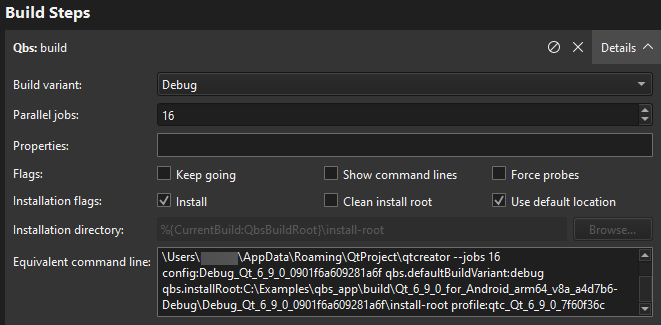 Build Steps
Qbs: build
Details
Build variant:
Debug
Parallel jobs:
16
Properties:
Flags:
Keep going
Show command lines
Force probes
Installation flags:
Install
Clean install root
Use default location
Installation directory:
%{CurrentBuild:QbsBuildRoot}\install-root
Browse...
Equivalent command line:
\Users\ \AppData\Roaming\QtProject\qtcreator --jobs 16
config:Debug_Qt_6_9_0_0901f6a609281a6f qbs.defaultBuildVariant:debug
qbs.installRoot:C:\Examples\qbs_app\build\Qt_6_9_0_for_Android_arm64_v8a_a4d7b6-
Debug\Debug_Qt_6_9_0_0901f6a609281a6f\install-root profile:qtc_Qt_6_9_0_7f60f36c